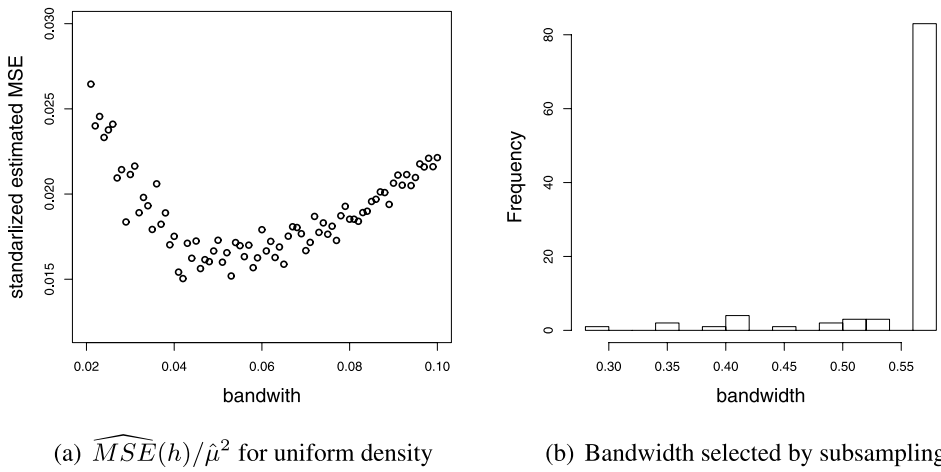 standarlized estimated MSE
0.015 0.020 0.025 0.030
0.02 0.04 0.06 0.08 0.10
bandwith
(a) \widehat{MSE}(h)/\hat{μ}² for uniform density
Frequency
0 20 40 60 80
0.30 0.35 0.40 0.45 0.50 0.55
bandwidth
(b) Bandwidth selected by subsampling